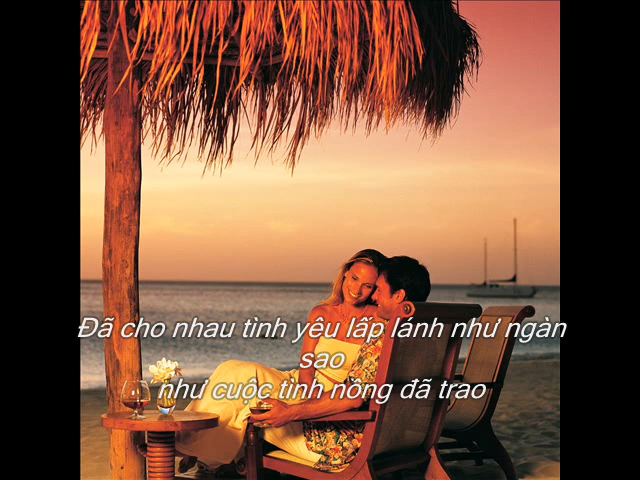 Đã cho nhau tình yêu lấp lánh như ngàn
sao
như cuộc tình nồng đã trao